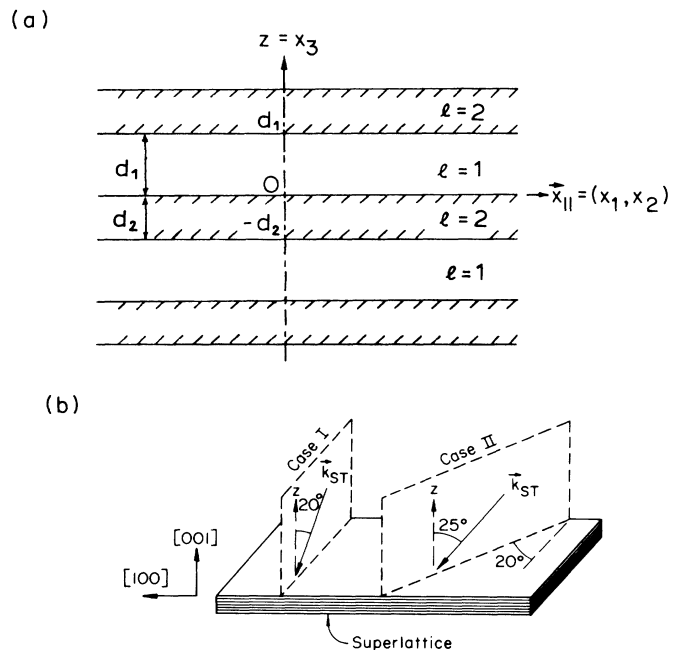 (a)
z = x₃
ℓ = 2
d₁
d₁
ℓ = 1
O
x⃗|| = (x₁, x₂)
d₂
-d₂
ℓ = 2
ℓ = 1
(b)
Case I
Case II
k⃗ST
k⃗ST
z
20°
z
25°
20°
[001]
[100]
Superlattice